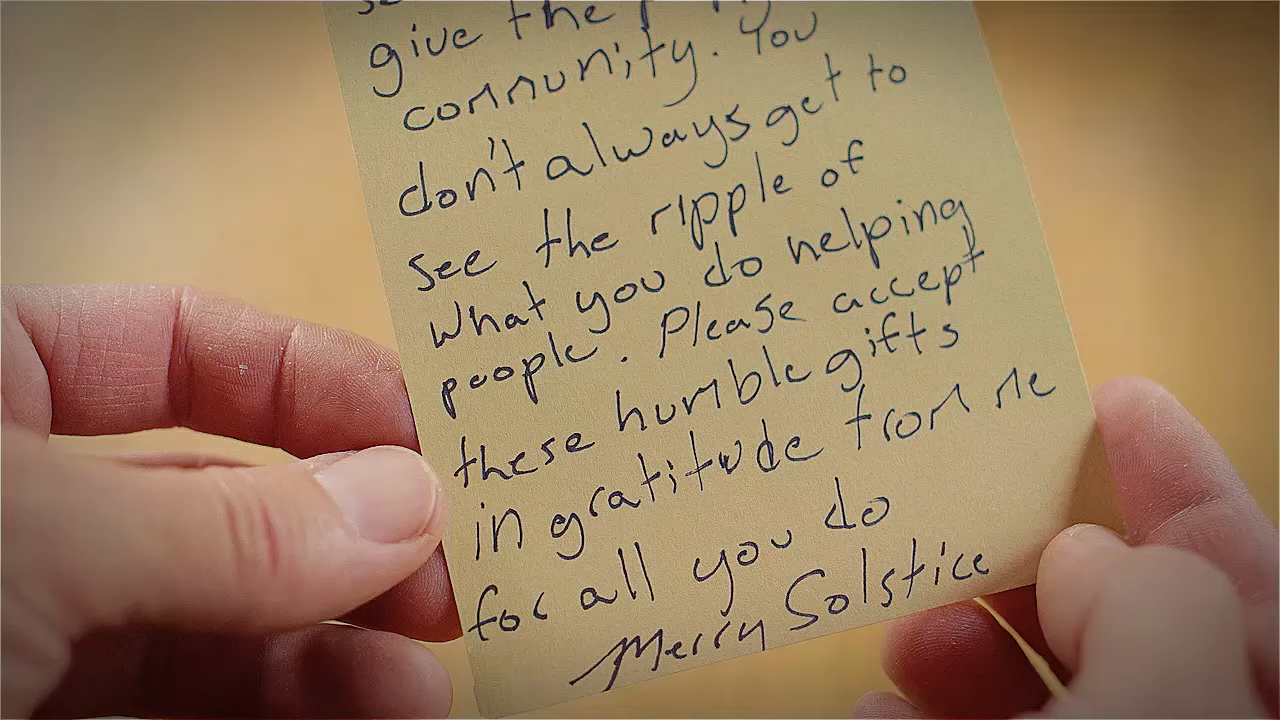 give the
community. You
don't always get to
see the ripple of
What you do helping
people. Please accept
these humble gifts
in gratitude from me
for all you do
Merry Solstice